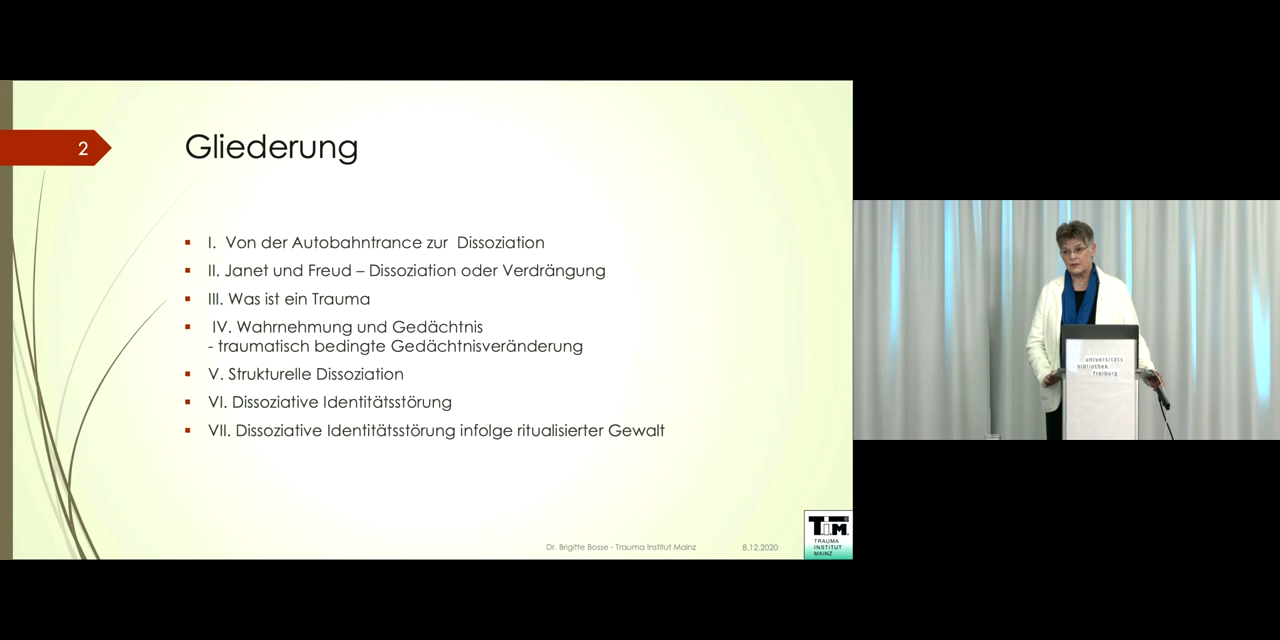 2
Gliederung
I. Von der Autobahntrance zur Dissoziation
II. Janet und Freud – Dissoziation oder Verdrängung
III. Was ist ein Trauma
IV. Wahrnehmung und Gedächtnis
- traumatisch bedingte Gedächtnisveränderung
V. Strukturelle Dissoziation
VI. Dissoziative Identitätsstörung
VII. Dissoziative Identitätsstörung infolge ritualisierter Gewalt
Dr. Brigitte Bosse - Trauma Institut Mainz
8.12.2020
TIM
TRAUMA
INSTITUT
MAINZ
universitäts
bibliothek
freiburg